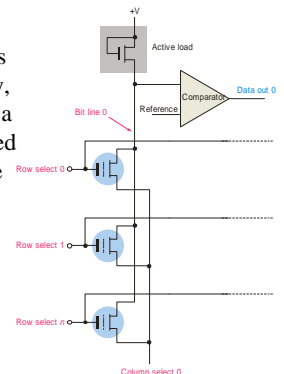 s
y,
a
ed
e
+V
Active load
Comparator
Data out 0
Reference
Bit line 0
Row select 0
Row select 1
Row select n
Column select 0